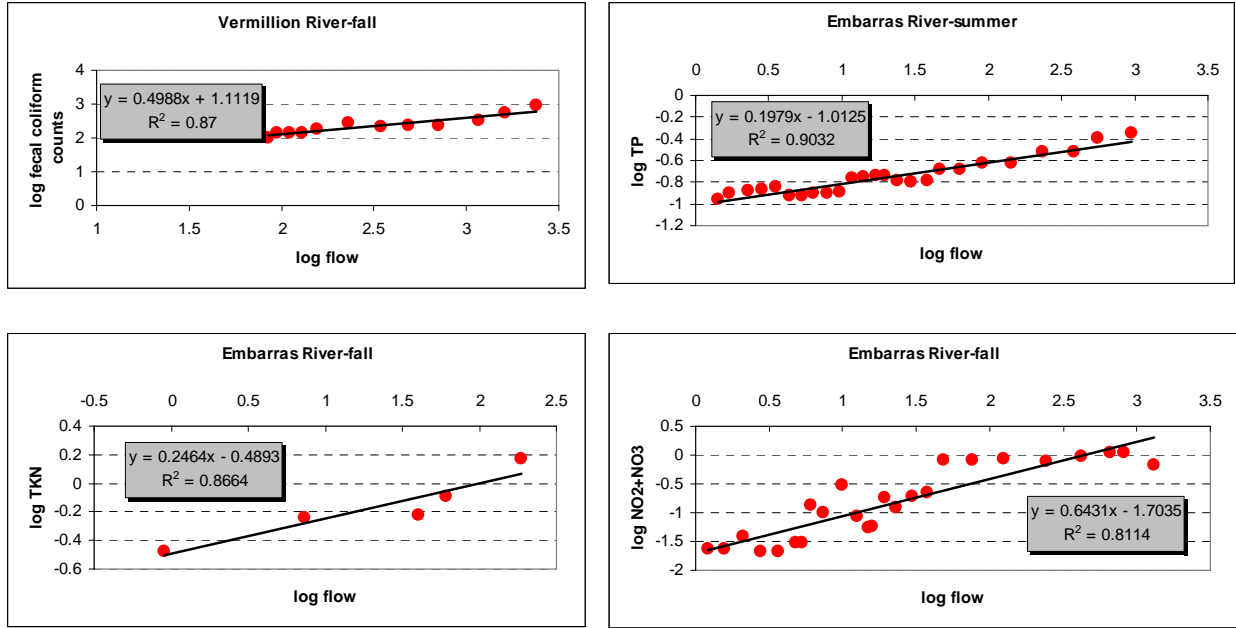 Vermillion River-fall
log fecal coliform
counts
4
3
2
1
0
y = 0.4988x + 1.1119
R² = 0.87
1 1.5 2 2.5 3 3.5
log flow
Embarras River-summer
0 0.5 1 1.5 2 2.5 3 3.5
log TP
0
-0.2
-0.4
-0.6
-0.8
-1
-1.2
y = 0.1979x - 1.0125
R² = 0.9032
log flow
Embarras River-fall
-0.5 0 0.5 1 1.5 2 2.5
log TKN
0.4
0.2
0
-0.2
-0.4
-0.6
y = 0.2464x - 0.4893
R² = 0.8664
log flow
Embarras River-fall
0 0.5 1 1.5 2 2.5 3 3.5
log NO2+NO3
0.5
0
-0.5
-1
-1.5
-2
y = 0.6431x - 1.7035
R² = 0.8114
log flow